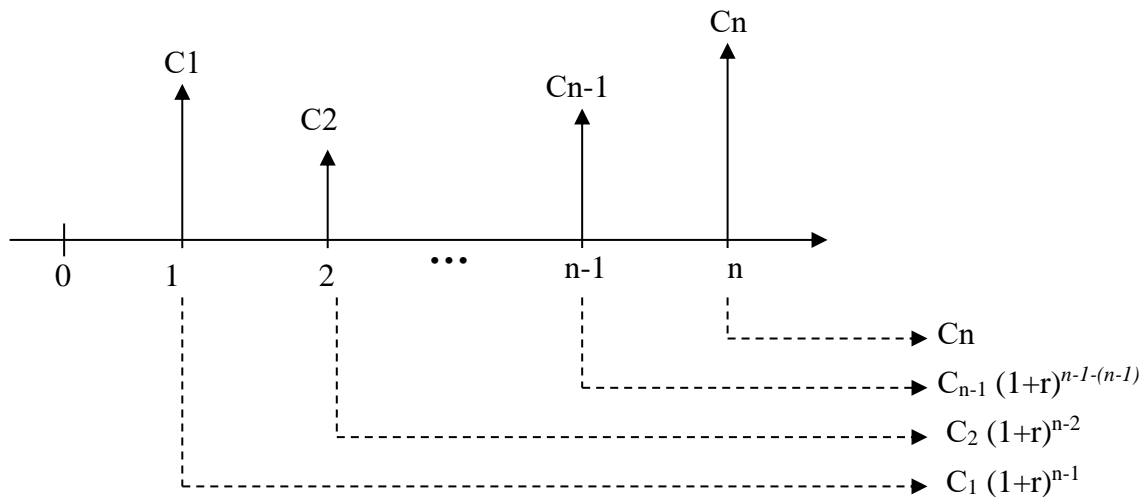 Cn
C1
Cn-1
C2
0 1 2 ... n-1 n
Cn
Cₙ₋₁ (1+r)ⁿ⁻¹⁻⁽ⁿ⁻¹⁾
C₂ (1+r)ⁿ⁻²
C₁ (1+r)ⁿ⁻¹